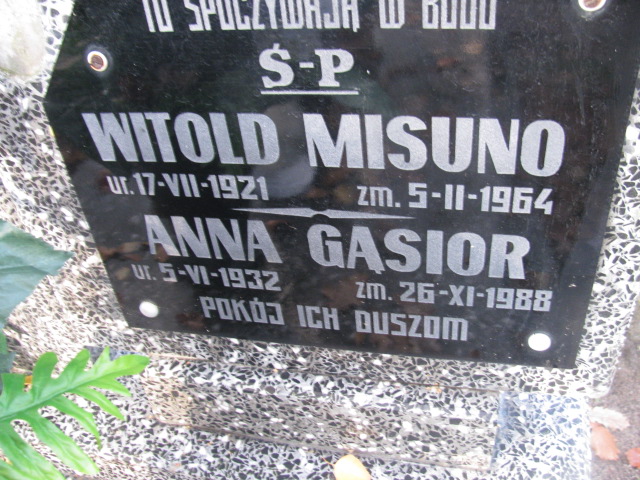 TU SPOCZYWAJĄ W BOGU
Ś-P
WITOLD MISUNO
ur. 17-VII-1921 zm. 5-II-1964
ANNA GĄSIOR
ur. 5-VI-1932 zm. 26-XI-1988
POKÓJ ICH DUSZOM